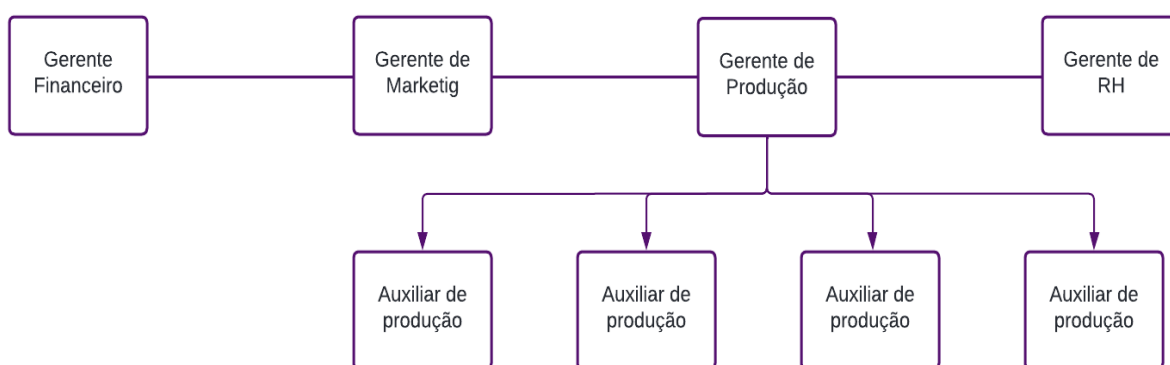 Gerente
Financeiro
Gerente de
Marketig
Gerente de
Produção
Gerente de
RH
Auxiliar de
produção
Auxiliar de
produção
Auxiliar de
produção
Auxiliar de
produção